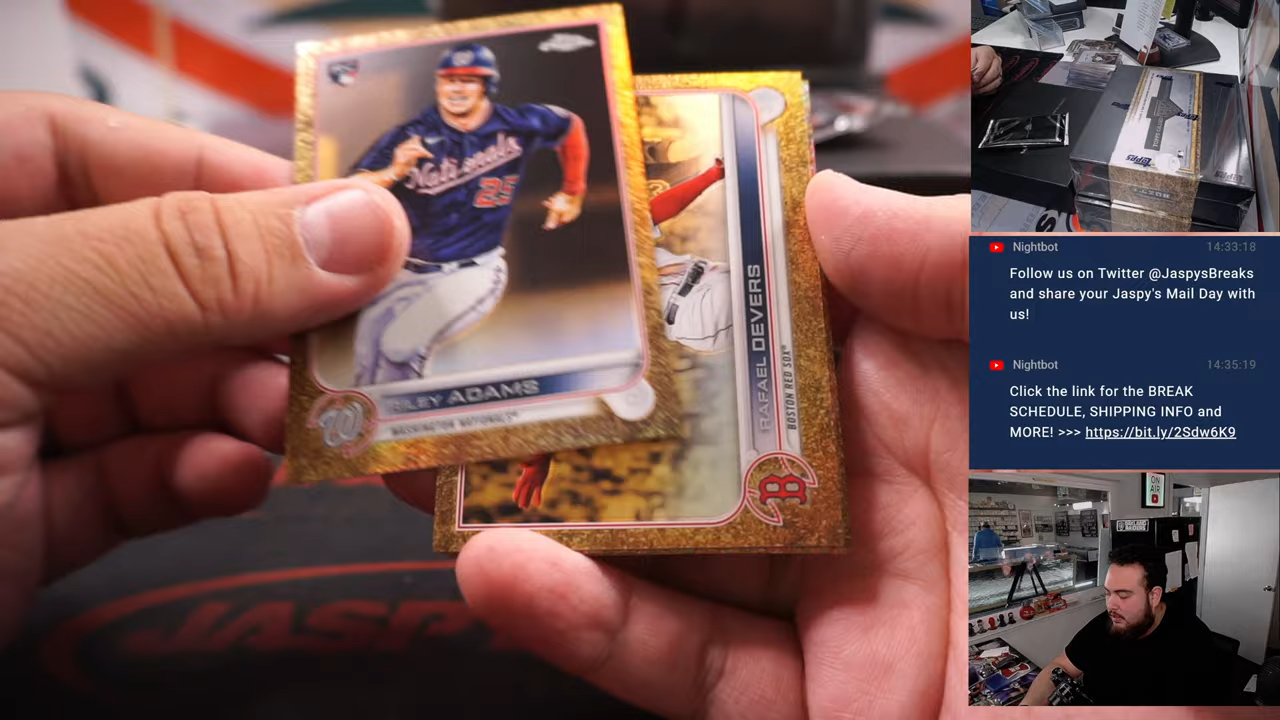 Nationals
ADAMS
WASHINGTON NATIONALS
RAFAEL DEVERS
BOSTON RED SOX
B
JASP
TOPPS
Nightbot 14:33:18
Follow us on Twitter @JaspysBreaks
and share your Jaspy's Mail Day with
us!
Nightbot 14:35:19
Click the link for the BREAK
SCHEDULE, SHIPPING INFO and
MORE! >>> https://bit.ly/2Sdw6K9
ON
AIR